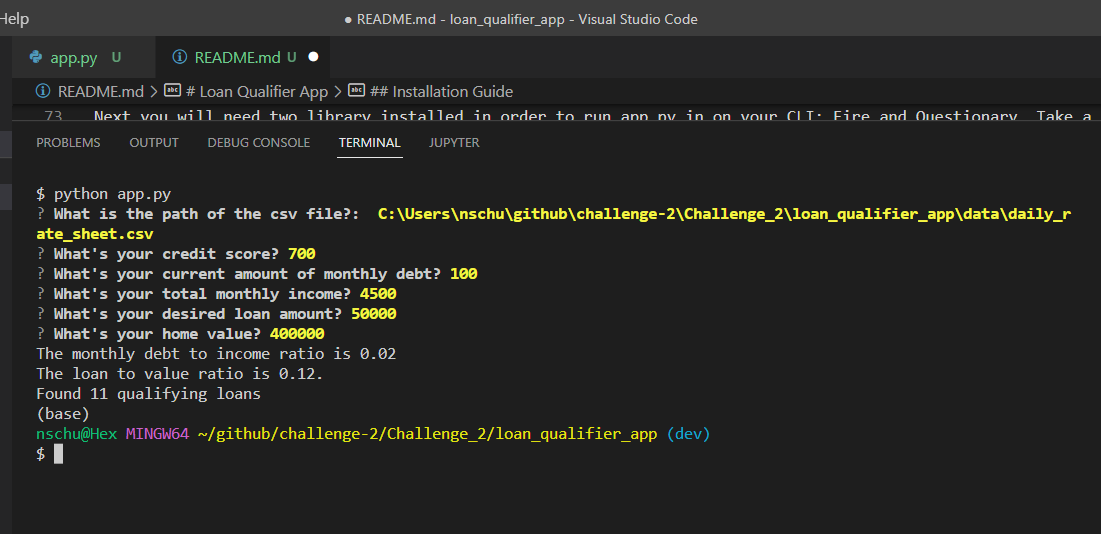 Help
● README.md - loan_qualifier_app - Visual Studio Code
app.py U README.md U ●
README.md > # Loan Qualifier App > ## Installation Guide
73 Next you will need two library installed in order to run app.py in on your CLI: Fire and Questionary. Take a
PROBLEMS OUTPUT DEBUG CONSOLE TERMINAL JUPYTER
$ python app.py
? What is the path of the csv file?: C:\Users\nschu\github\challenge-2\Challenge_2\loan_qualifier_app\data\daily_r
ate_sheet.csv
? What's your credit score? 700
? What's your current amount of monthly debt? 100
? What's your total monthly income? 4500
? What's your desired loan amount? 50000
? What's your home value? 400000
The monthly debt to income ratio is 0.02
The loan to value ratio is 0.12.
Found 11 qualifying loans
(base)
nschu@Hex MINGW64 ~/github/challenge-2/Challenge_2/loan_qualifier_app (dev)
$